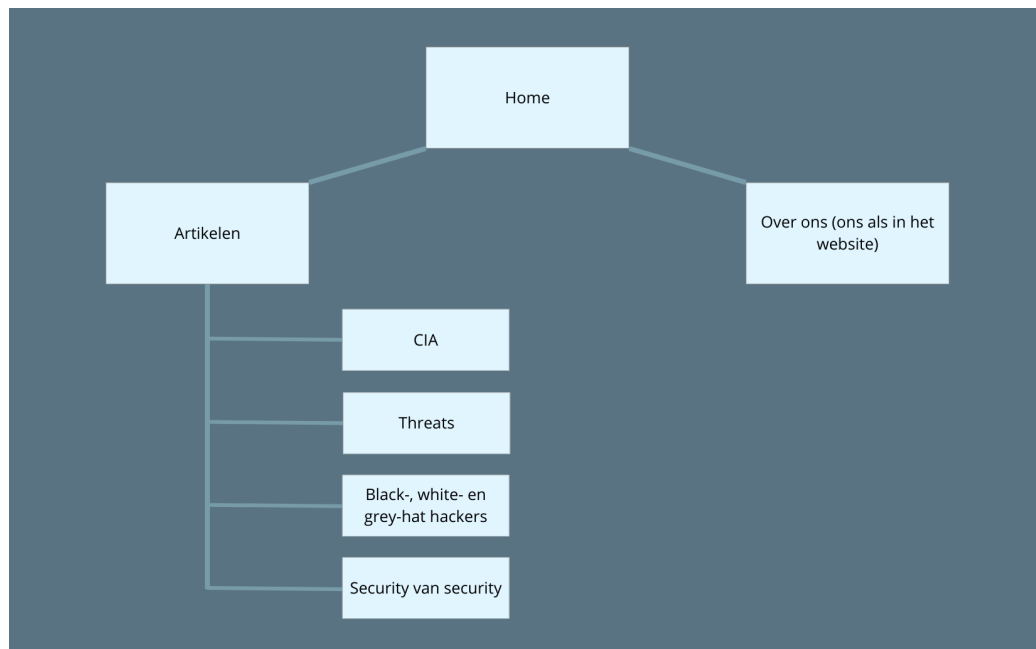 Home
Artikelen
Over ons (ons als in het
website)
CIA
Threats
Black-, white- en
grey-hat hackers
Security van security